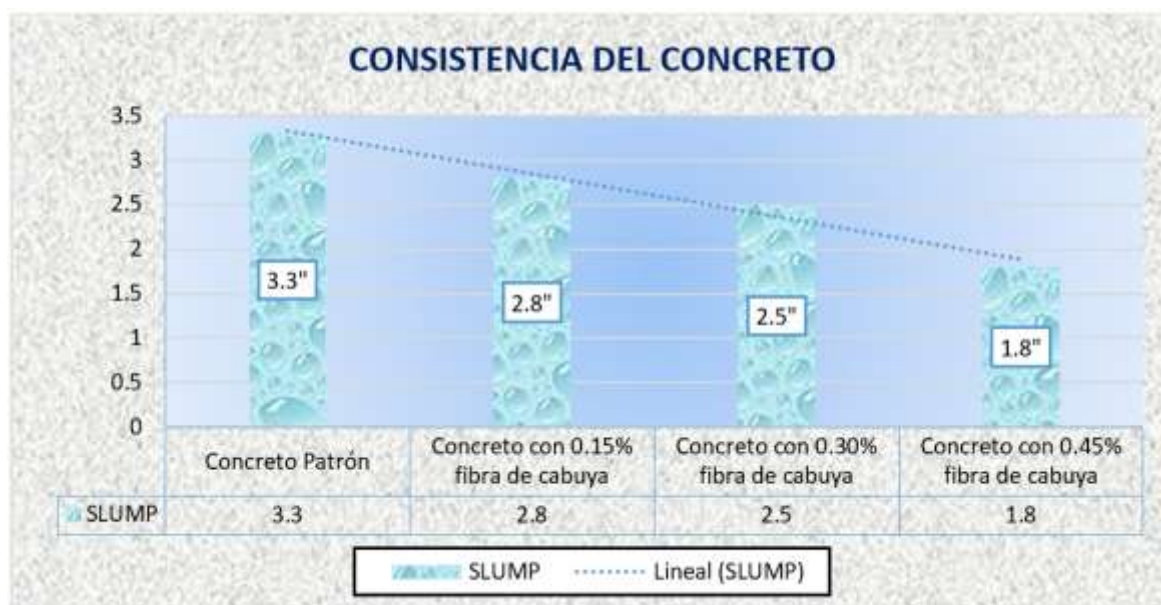 CONSISTENCIA DEL CONCRETO
3.5
3
2.5
2
1.5
1
0.5
0
3.3"
2.8"
2.5"
1.8"
Concreto Patrón
Concreto con 0.15%
fibra de cabuya
Concreto con 0.30%
fibra de cabuya
Concreto con 0.45%
fibra de cabuya
SLUMP 3.3 2.8 2.5 1.8
SLUMP Lineal (SLUMP)